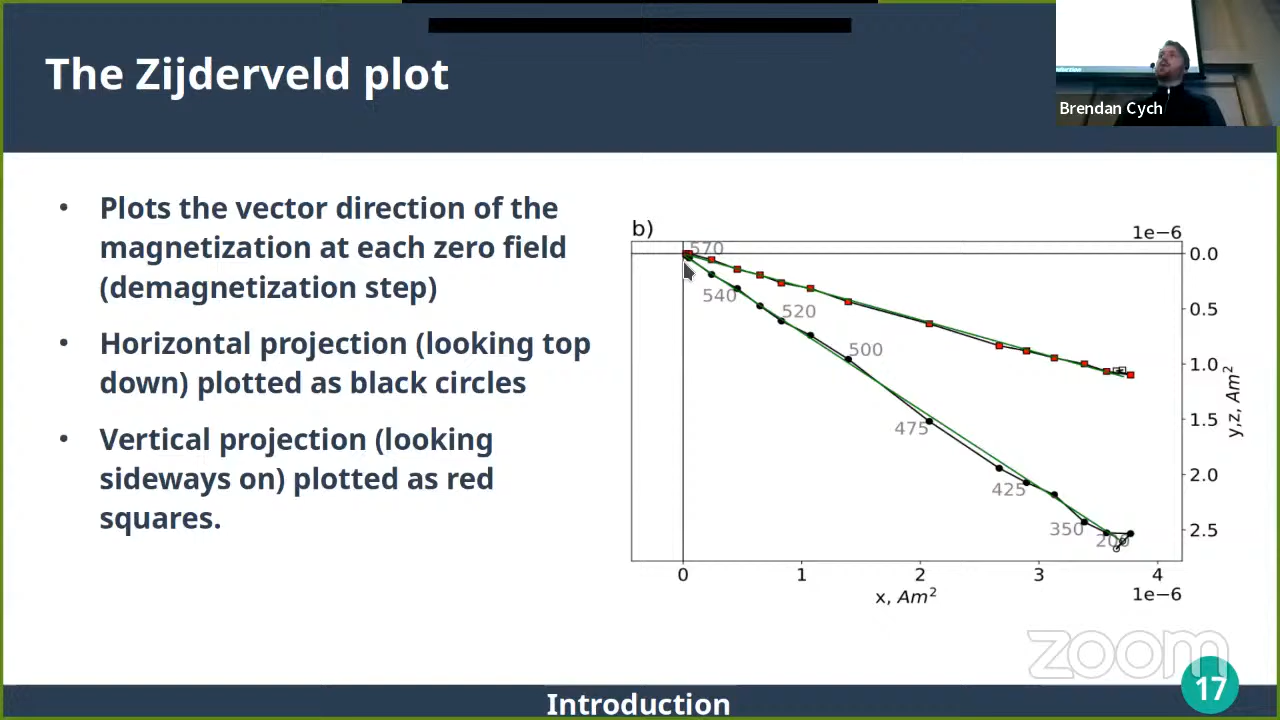 The Zijderveld plot
Brendan Cych
• Plots the vector direction of the
magnetization at each zero field
(demagnetization step)
• Horizontal projection (looking top
down) plotted as black circles
• Vertical projection (looking
sideways on) plotted as red
squares.
b)
1e−6
570
0.0
540
0.5
520
500
1.0
475
1.5
425
2.0
350
200
2.5
y,z, Am²
0 1 2 3 4
x, Am²
1e−6
zoom
17
Introduction